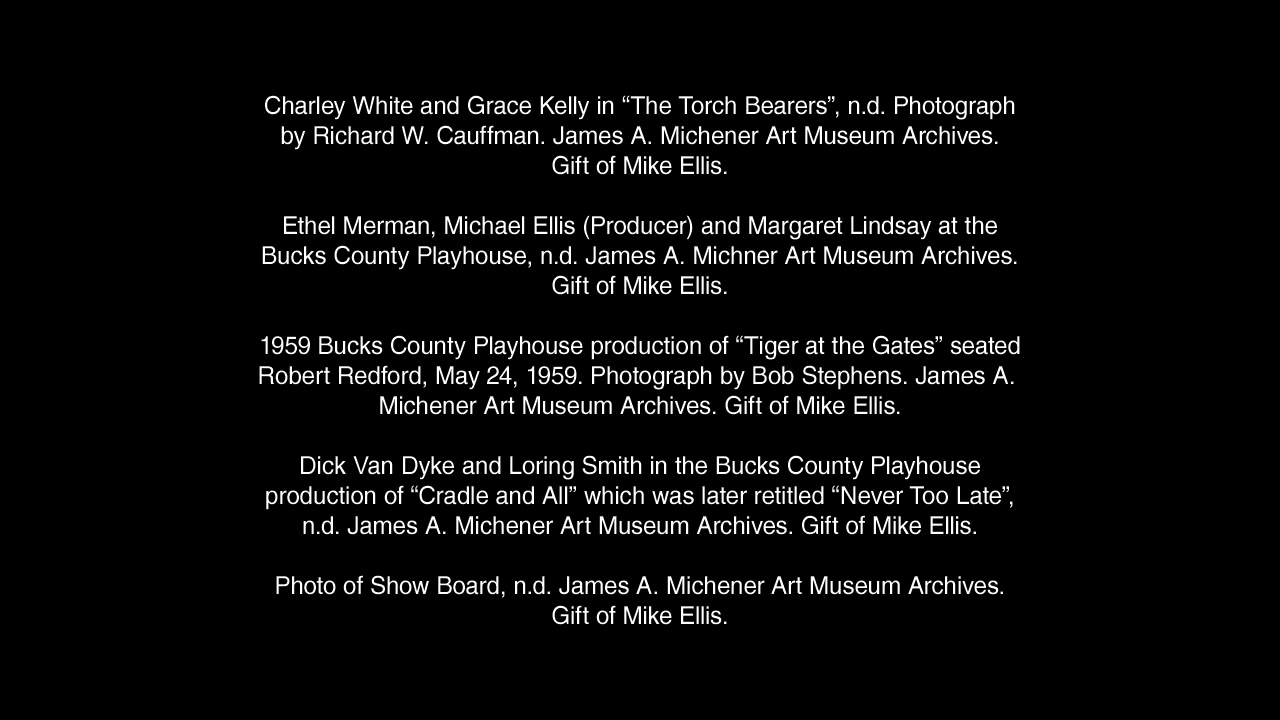 Charley White and Grace Kelly in “The Torch Bearers”, n.d. Photograph
by Richard W. Cauffman. James A. Michener Art Museum Archives.
Gift of Mike Ellis.
Ethel Merman, Michael Ellis (Producer) and Margaret Lindsay at the
Bucks County Playhouse, n.d. James A. Michner Art Museum Archives.
Gift of Mike Ellis.
1959 Bucks County Playhouse production of “Tiger at the Gates” seated
Robert Redford, May 24, 1959. Photograph by Bob Stephens. James A.
Michener Art Museum Archives. Gift of Mike Ellis.
Dick Van Dyke and Loring Smith in the Bucks County Playhouse
production of “Cradle and All” which was later retitled “Never Too Late”,
n.d. James A. Michener Art Museum Archives. Gift of Mike Ellis.
Photo of Show Board, n.d. James A. Michener Art Museum Archives.
Gift of Mike Ellis.